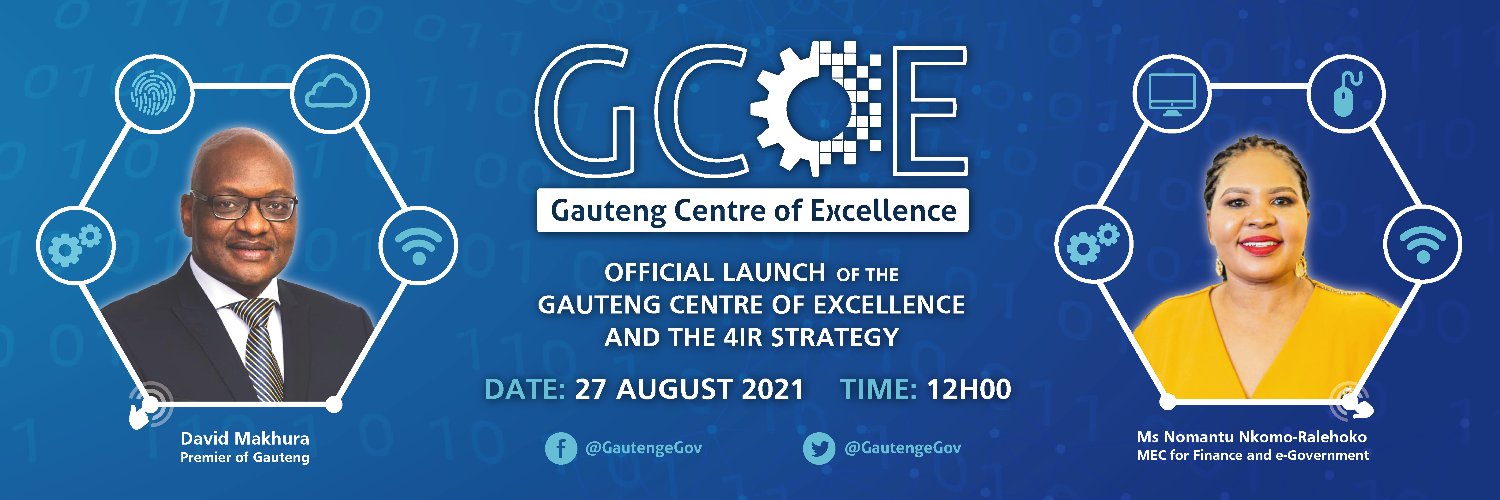 GCOE
Gauteng Centre of Excellence
OFFICIAL LAUNCH OF THE
GAUTENG CENTRE OF EXCELLENCE
AND THE 4IR STRATEGY
DATE: 27 AUGUST 2021 TIME: 12H00
@GautengeGov @GautengeGov
David Makhura
Premier of Gauteng
Ms Nomantu Nkomo-Ralehoko
MEC for Finance and e-Government